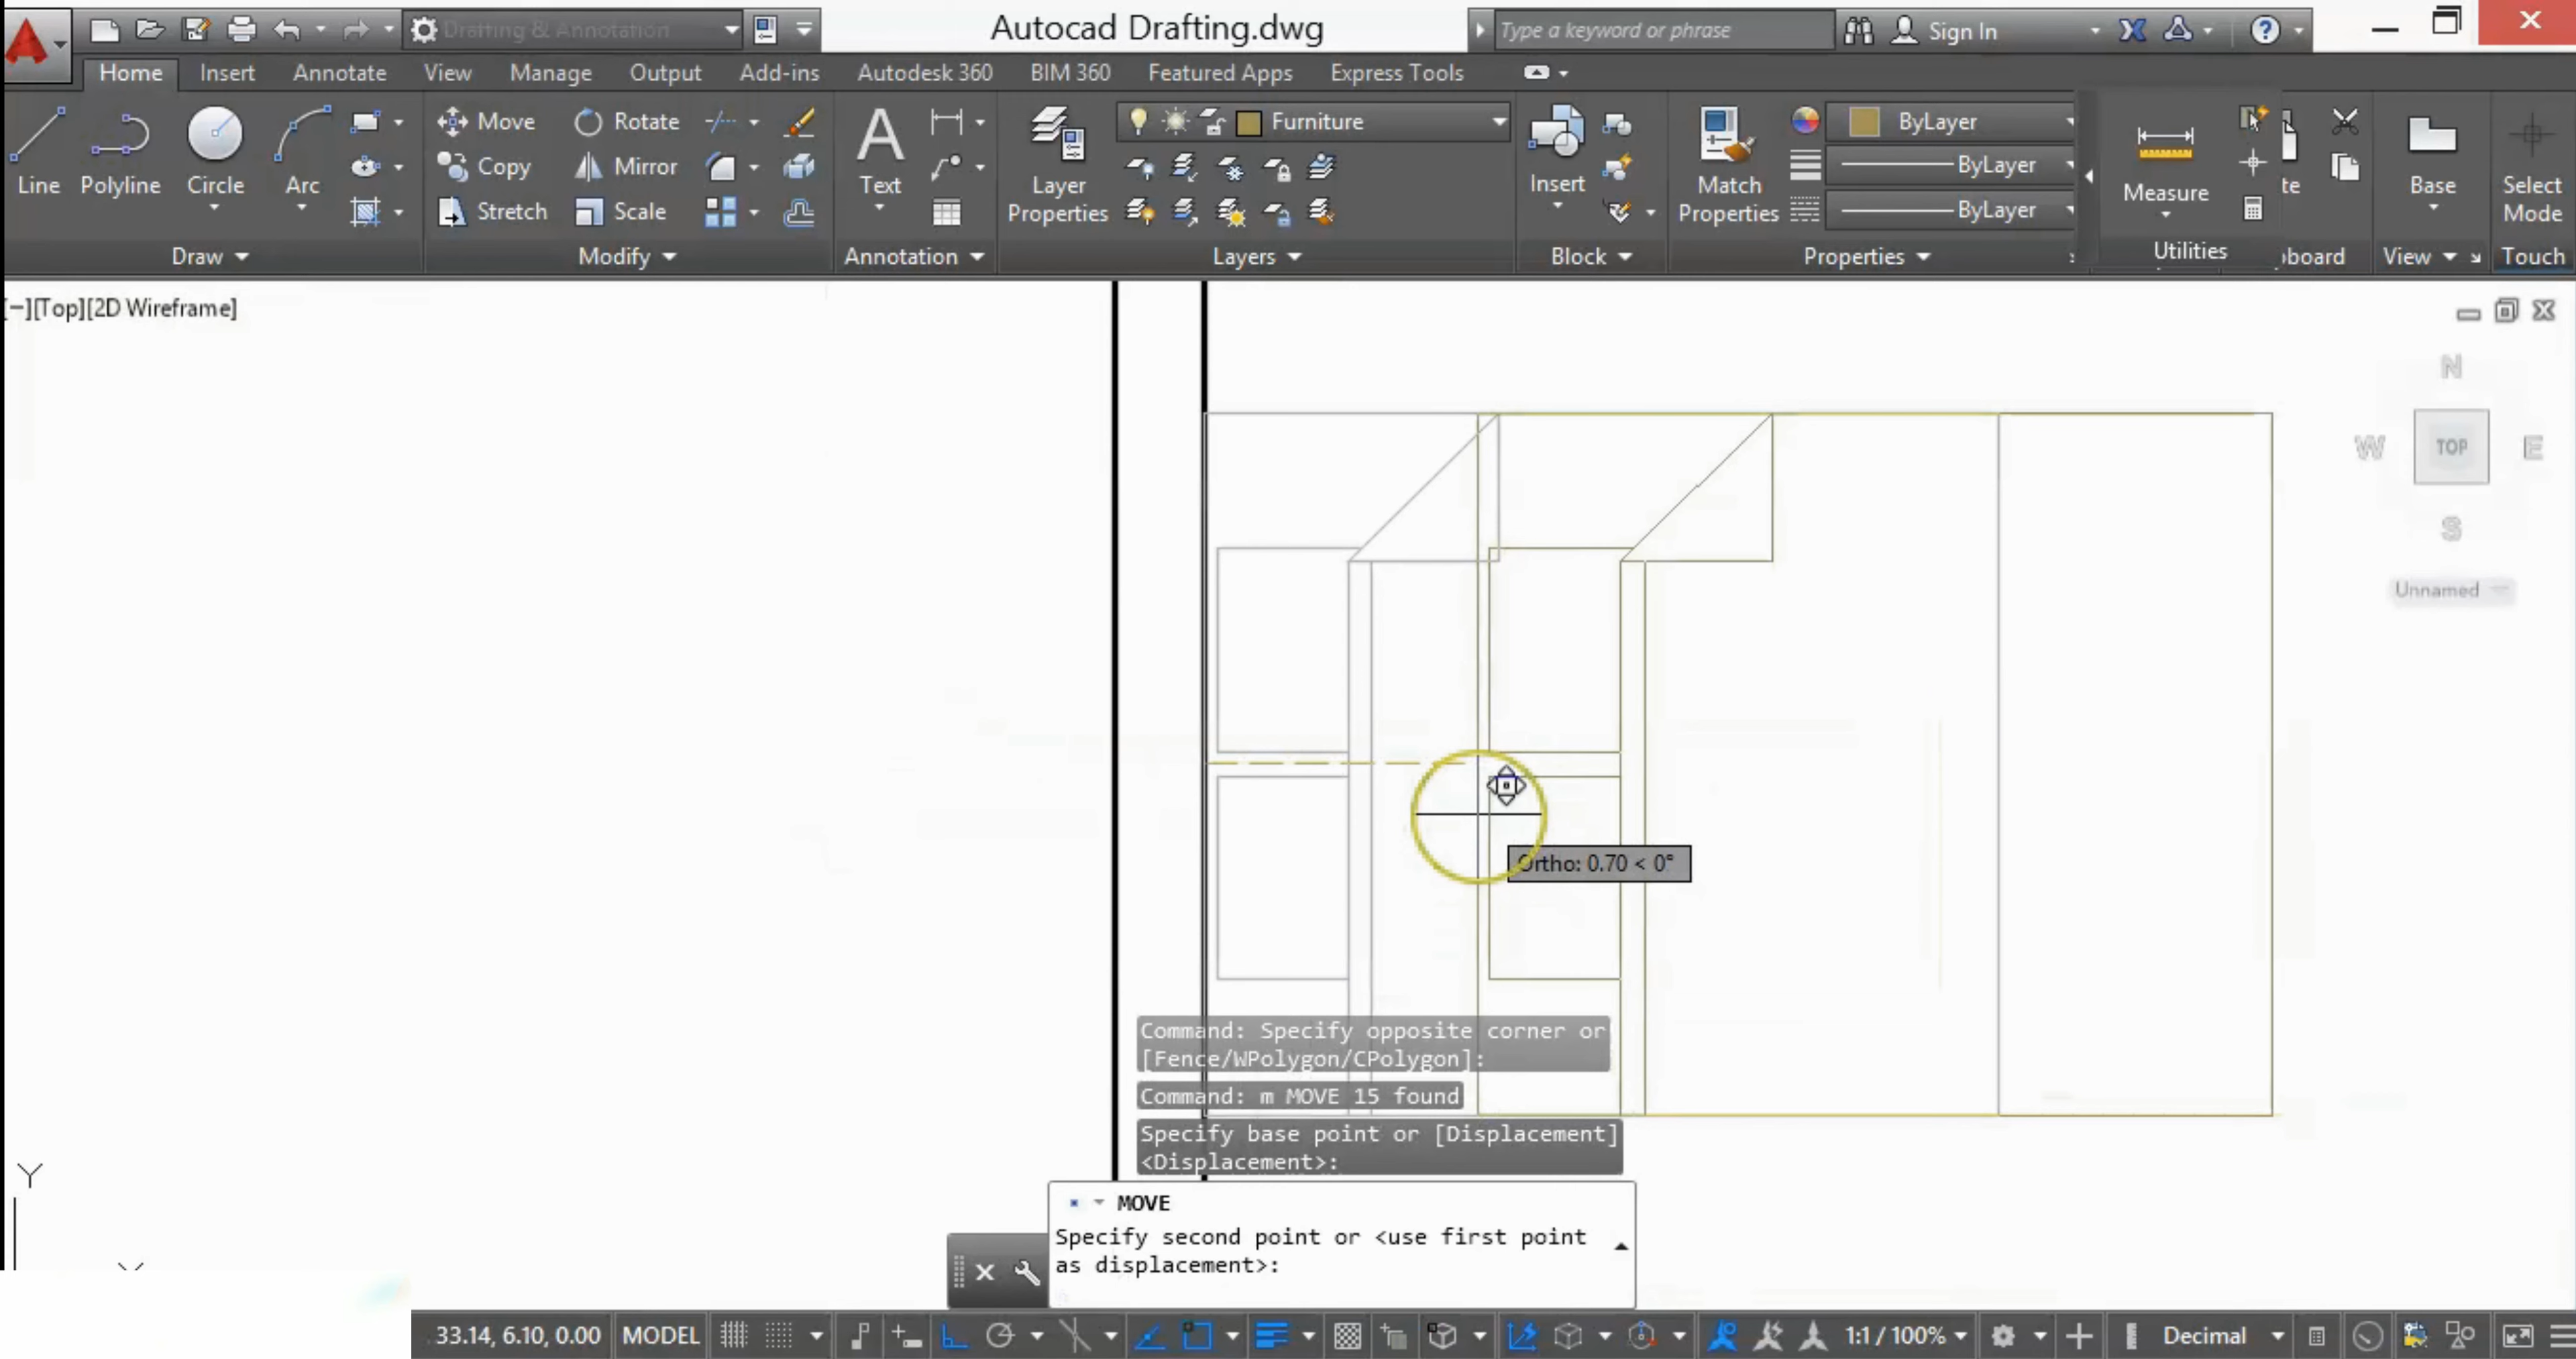 Drafting & Annotation
Autocad Drafting.dwg
Type a keyword or phrase
Sign In
Home Insert Annotate View Manage Output Add-ins Autodesk 360 BIM 360 Featured Apps Express Tools
Line
Polyline
Circle
Arc
Draw
Move
Rotate
Copy
Mirror
Stretch
Scale
Modify
A
Text
Annotation
Layer
Properties
Furniture
Layers
Insert
Block
Match
Properties
ByLayer
ByLayer
ByLayer
Properties
Measure
Utilities
te
board
Base
View
Select
Mode
Touch
[−][Top][2D Wireframe]
N
W TOP E
S
Unnamed
Ortho: 0.70 < 0°
Command: Specify opposite corner or
[Fence/WPolygon/CPolygon]:
Command: m MOVE 15 found
Specify base point or [Displacement]
<Displacement>:
MOVE
Specify second point or <use first point
as displacement>:
Y
33.14, 6.10, 0.00 MODEL 1:1 / 100% Decimal